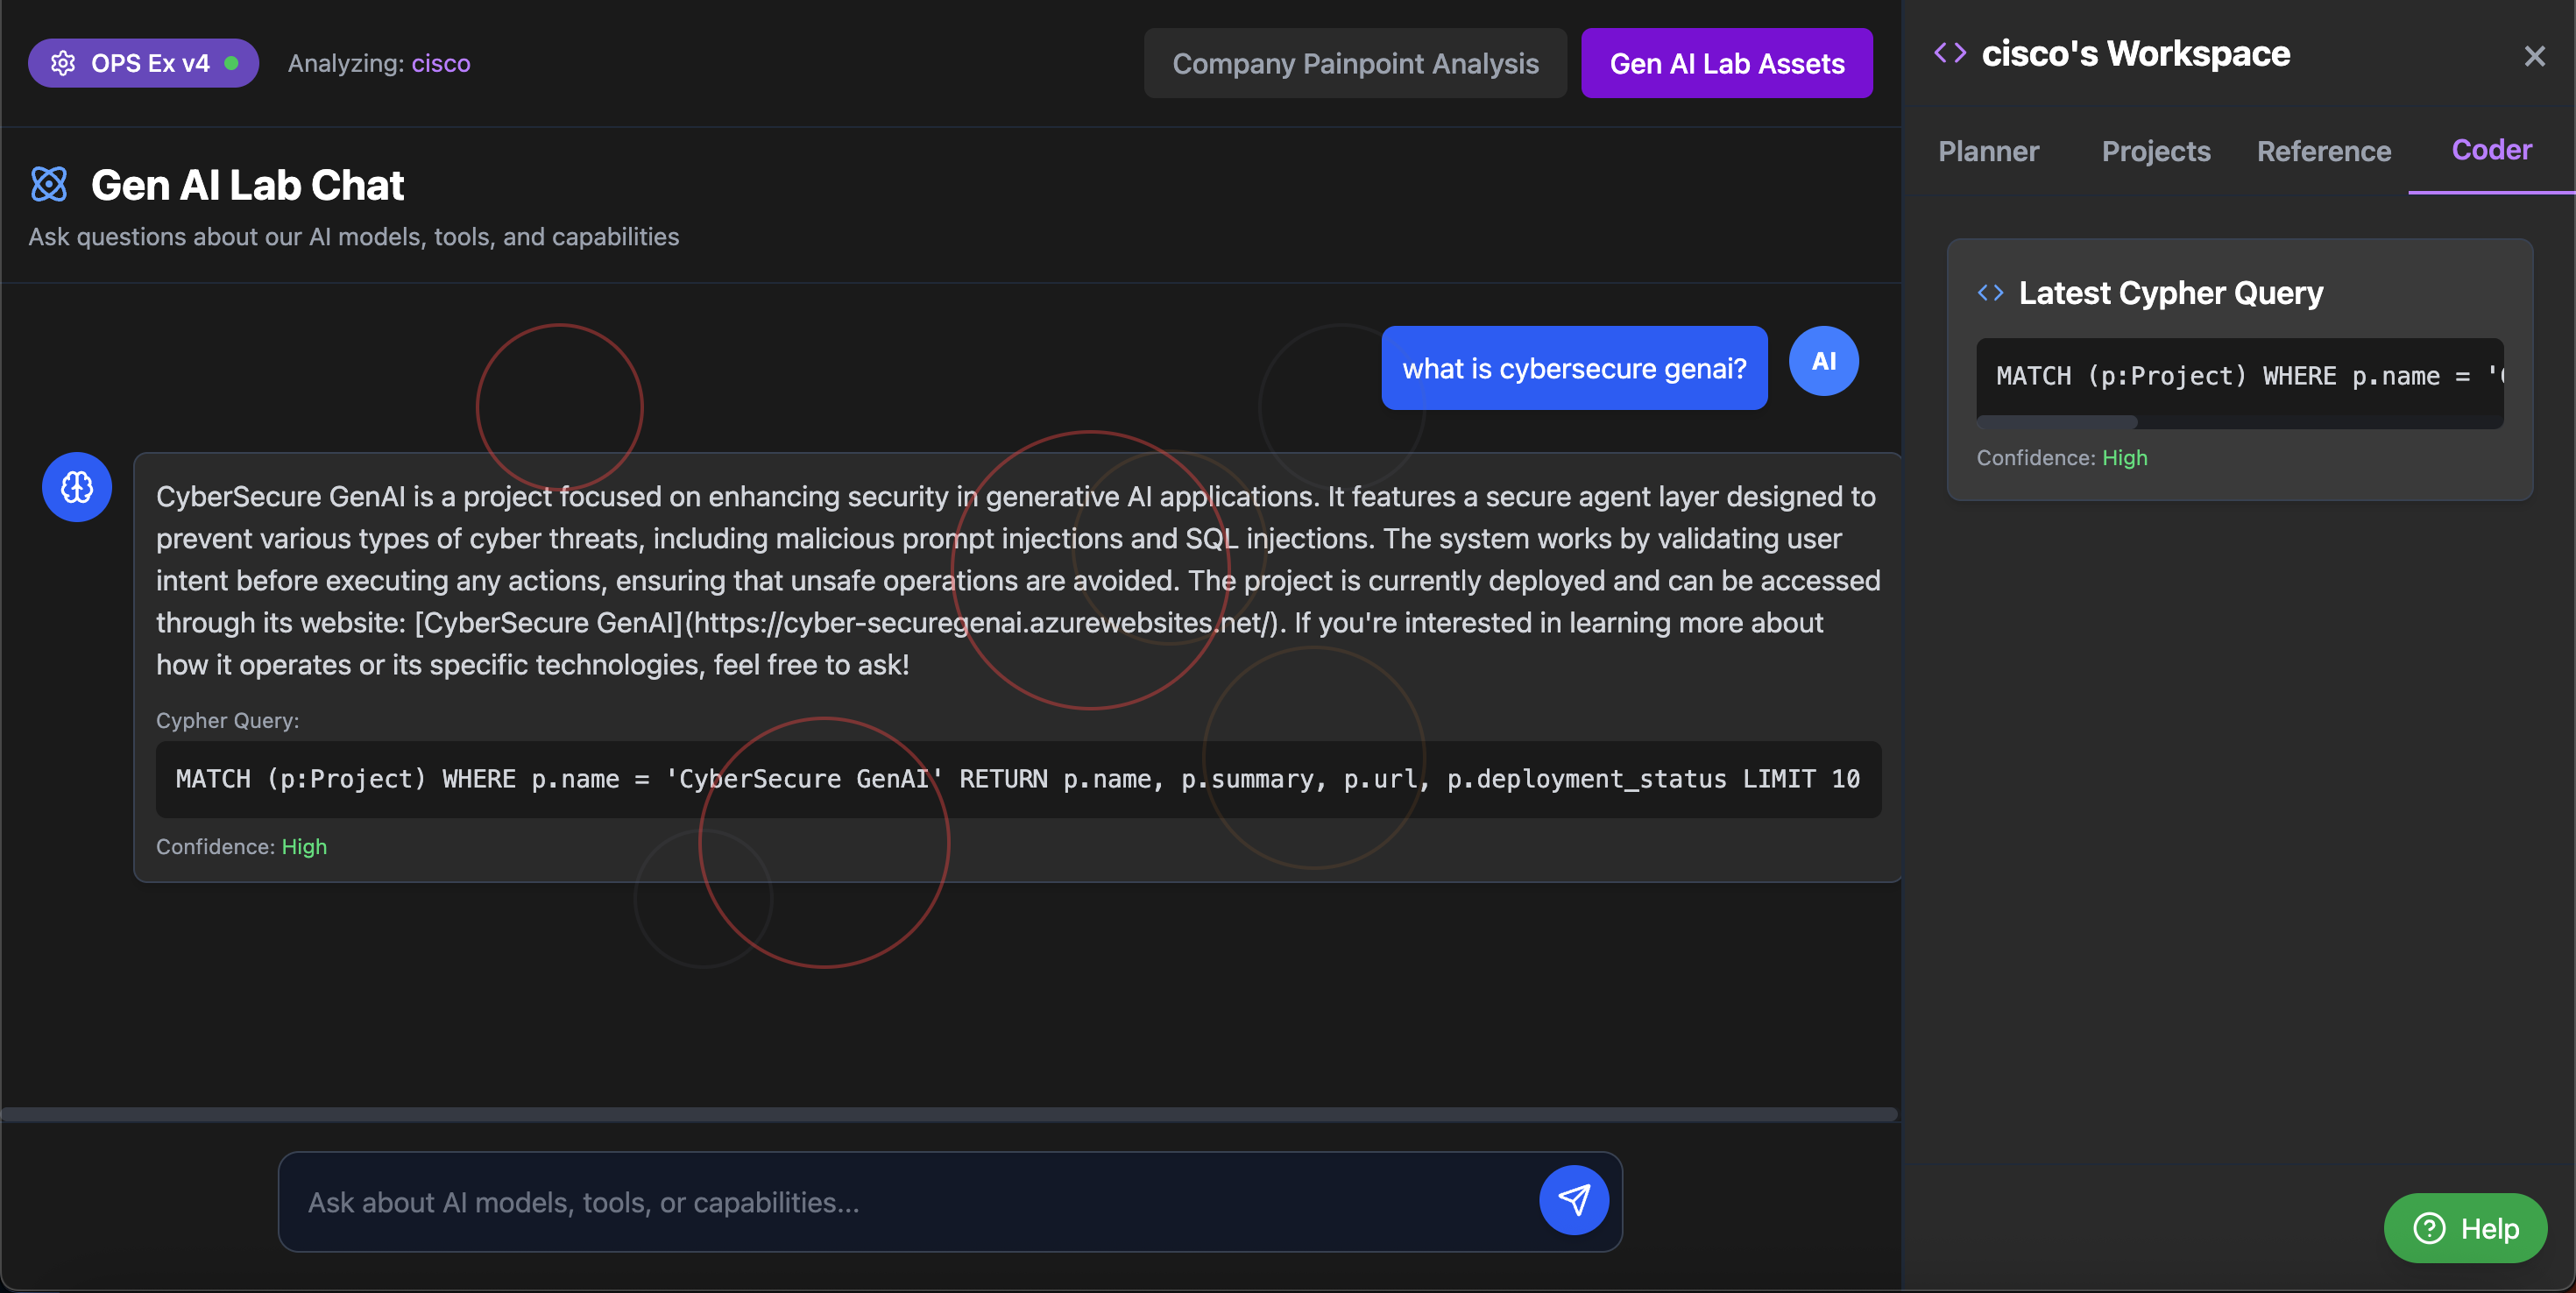 OPS Ex v4
Analyzing: cisco
Company Painpoint Analysis
Gen AI Lab Assets
Gen AI Lab Chat
Ask questions about our AI models, tools, and capabilities
what is cybersecure genai?
AI
CyberSecure GenAI is a project focused on enhancing security in generative AI applications. It features a secure agent layer designed to
prevent various types of cyber threats, including malicious prompt injections and SQL injections. The system works by validating user
intent before executing any actions, ensuring that unsafe operations are avoided. The project is currently deployed and can be accessed
through its website: [CyberSecure GenAI](https://cyber-securegenai.azurewebsites.net/). If you're interested in learning more about
how it operates or its specific technologies, feel free to ask!
Cypher Query:
MATCH (p:Project) WHERE p.name = 'CyberSecure GenAI' RETURN p.name, p.summary, p.url, p.deployment_status LIMIT 10
Confidence: High
Ask about AI models, tools, or capabilities...
cisco's Workspace
Planner
Projects
Reference
Coder
Latest Cypher Query
MATCH (p:Project) WHERE p.name = '
Confidence: High
Help